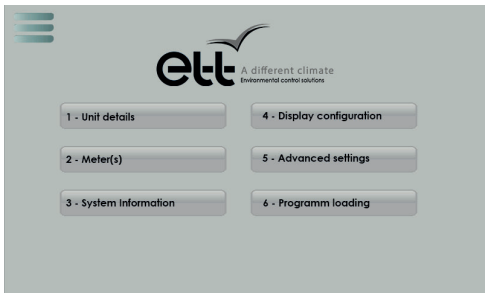 ett
A different climate
Environmental control solutions
1 - Unit details
2 - Meter(s)
3 - System Information
4 - Display configuration
5 - Advanced settings
6 - Programm loading